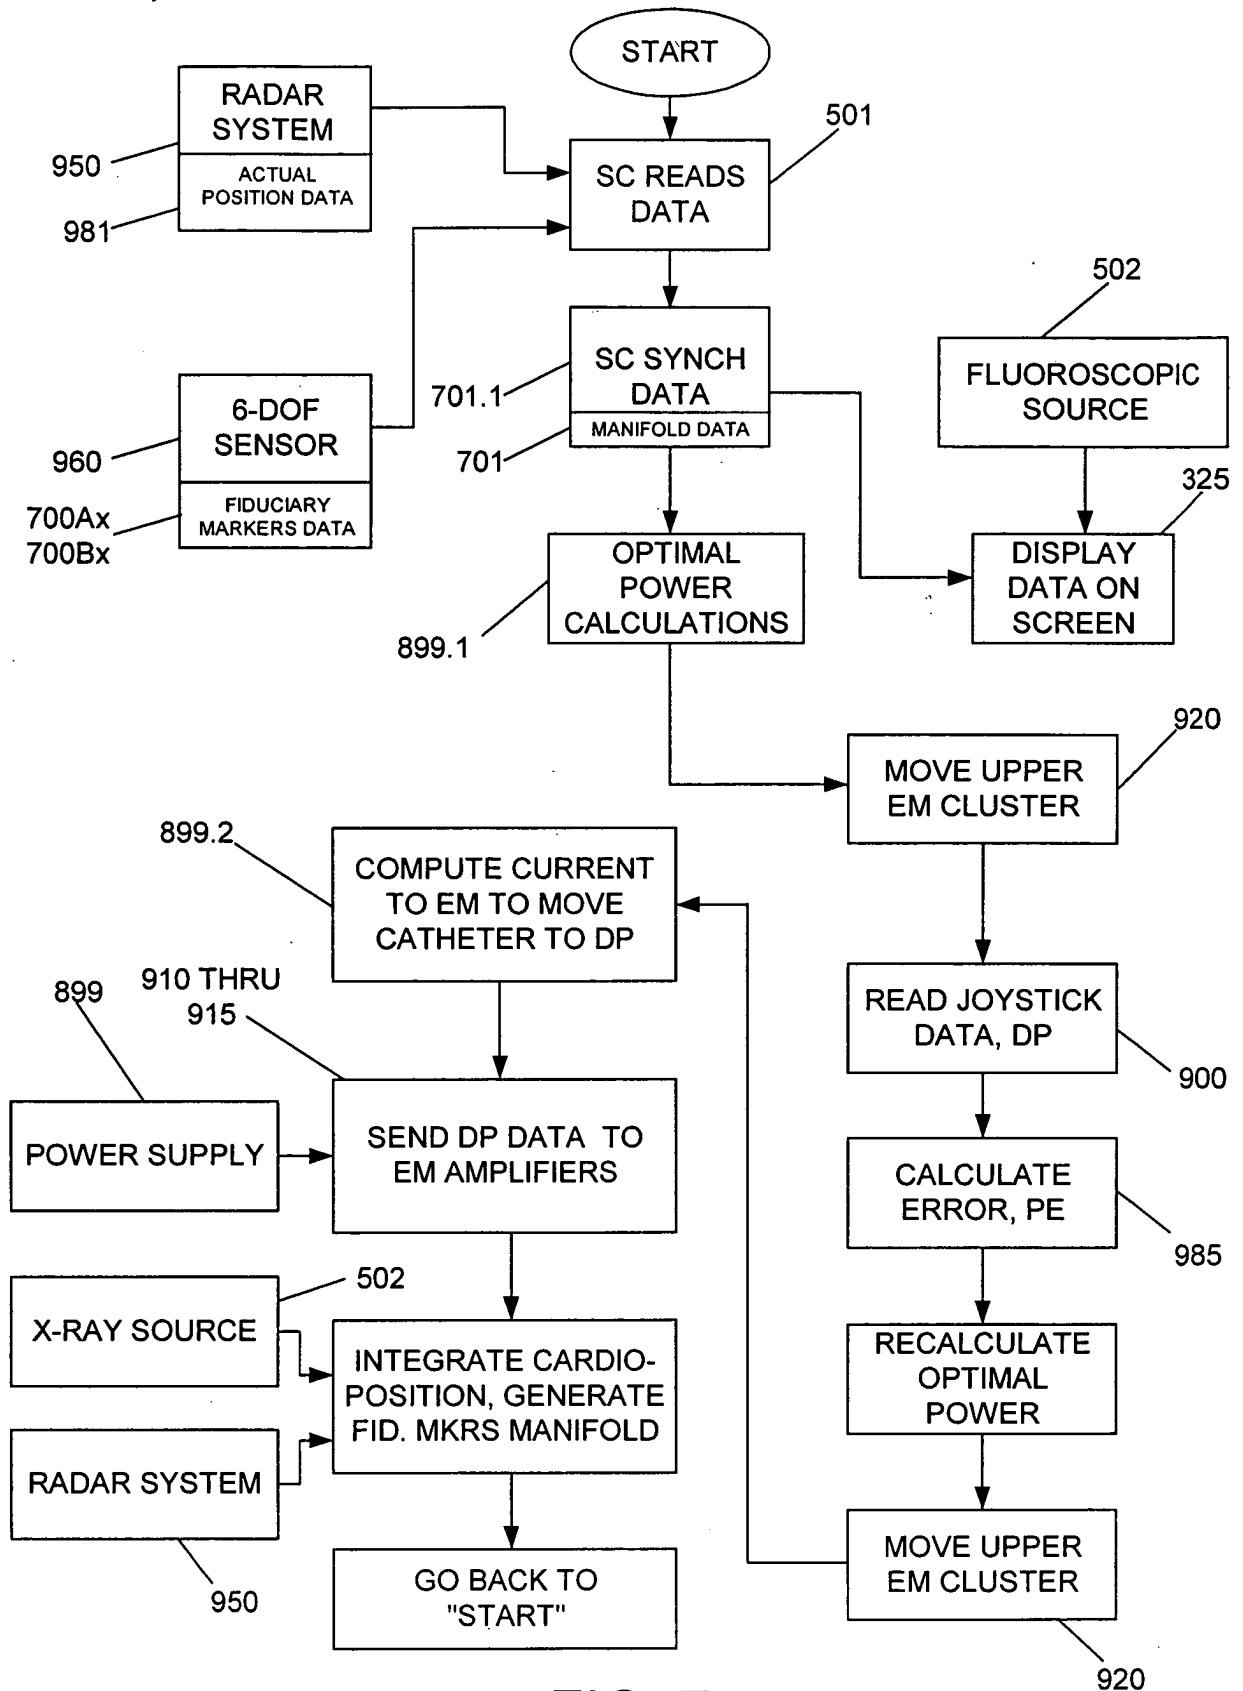 START
RADAR
SYSTEM
950
ACTUAL
POSITION DATA
981
501
SC READS
DATA
502
FLUOROSCOPIC
SOURCE
701.1
SC SYNCH
DATA
MANIFOLD DATA
701
6-DOF
SENSOR
960
FIDUCIARY
MARKERS DATA
700Ax
700Bx
325
OPTIMAL
POWER
CALCULATIONS
899.1
DISPLAY
DATA ON
SCREEN
920
MOVE UPPER
EM CLUSTER
899.2
COMPUTE CURRENT
TO EM TO MOVE
CATHETER TO DP
READ JOYSTICK
DATA, DP
900
910 THRU
915
899
POWER SUPPLY
SEND DP DATA TO
EM AMPLIFIERS
CALCULATE
ERROR, PE
985
502
X-RAY SOURCE
INTEGRATE CARDIO-
POSITION, GENERATE
FID. MKRS MANIFOLD
RECALCULATE
OPTIMAL
POWER
RADAR SYSTEM
950
GO BACK TO
"START"
MOVE UPPER
EM CLUSTER
920